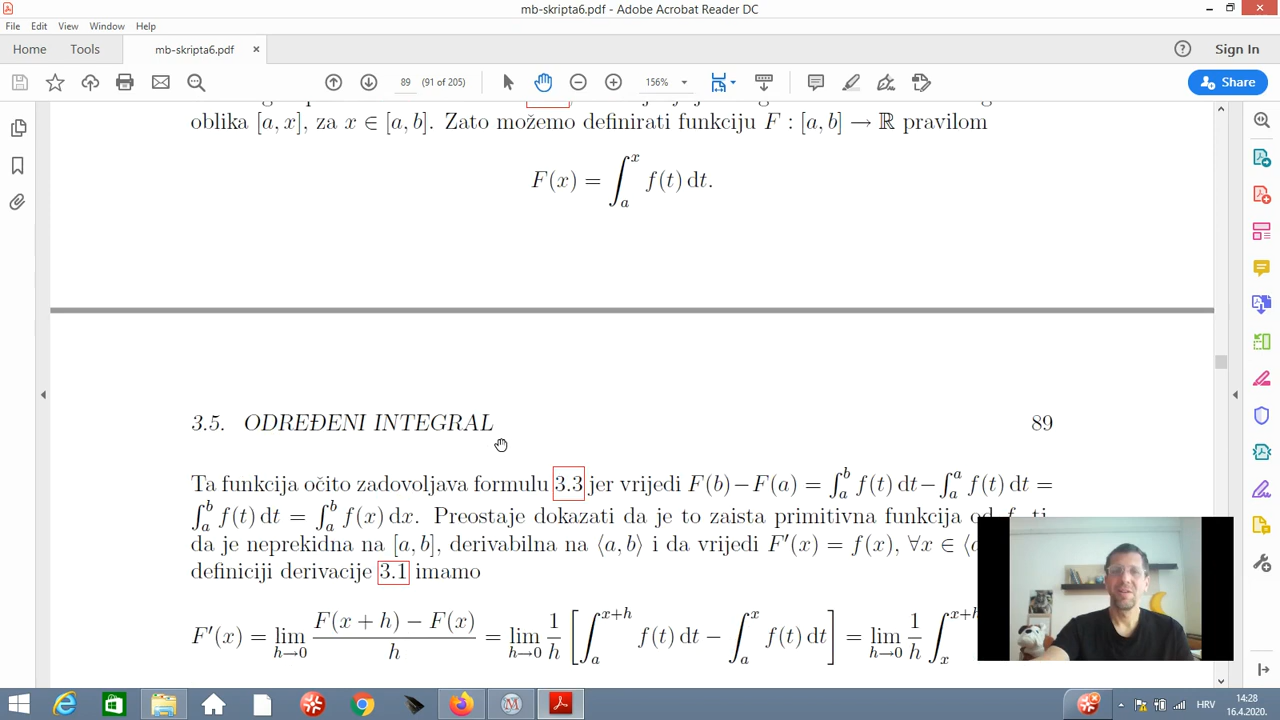 mb-skripta6.pdf - Adobe Acrobat Reader DC
File Edit View Window Help
Home Tools mb-skripta6.pdf × Sign In
89 (91 of 205) 156% Share
oblika [a, x], za x ∈ [a, b]. Zato možemo definirati funkciju F : [a, b] → ℝ pravilom
F(x) = ∫_a^x f(t) dt.
3.5. ODREĐENI INTEGRAL 89
Ta funkcija očito zadovoljava formulu 3.3 jer vrijedi F(b)−F(a) = ∫_a^b f(t) dt−∫_a^a f(t) dt =
∫_a^b f(t) dt = ∫_a^b f(x) dx. Preostaje dokazati da je to zaista primitivna funkcija od
da je neprekidna na [a, b], derivabilna na ⟨a, b⟩ i da vrijedi F′(x) = f(x), ∀x ∈
definiciji derivacije 3.1 imamo
F′(x) = lim_{h→0} (F(x + h) − F(x))/h = lim_{h→0} 1/h [∫_a^{x+h} f(t) dt − ∫_a^x f(t) dt] = lim_{h→0} 1/h ∫_x^{x+h}
HRV 14:28
16.4.2020.